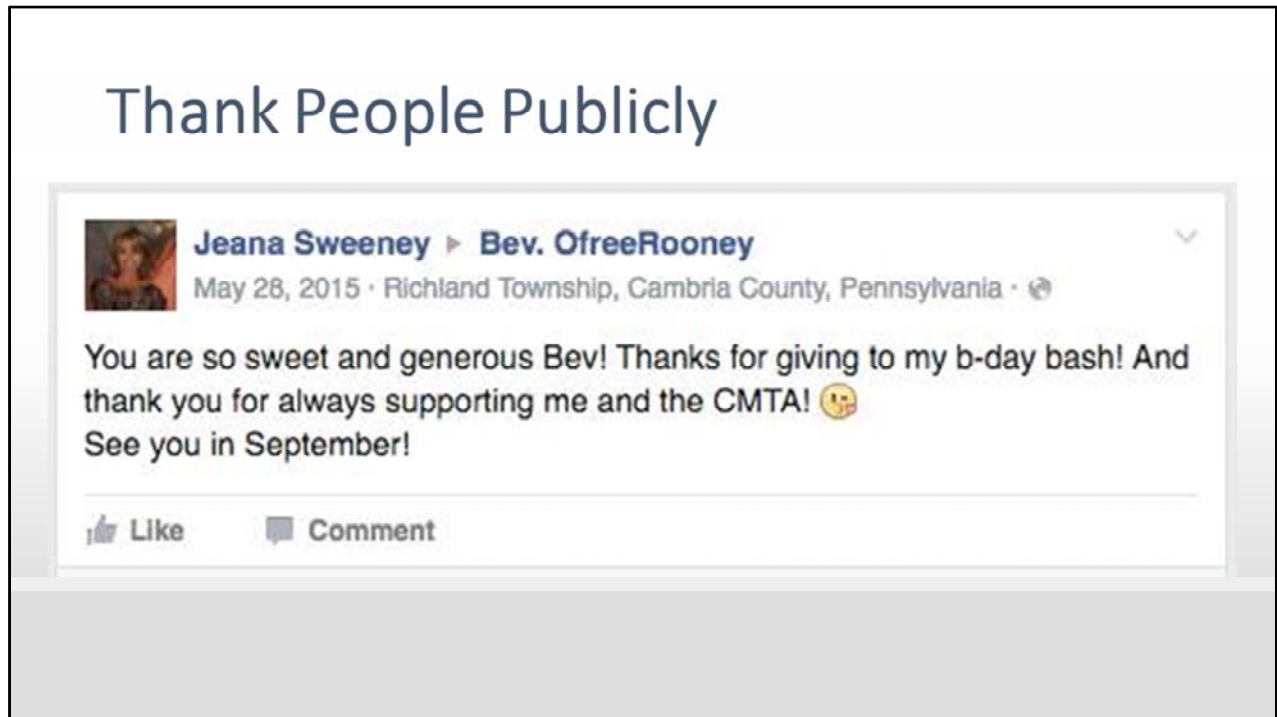 Thank People Publicly
Jeana Sweeney ▸ Bev. OfreeRooney
May 28, 2015 · Richland Township, Cambria County, Pennsylvania ·
You are so sweet and generous Bev! Thanks for giving to my b-day bash! And
thank you for always supporting me and the CMTA! 😘
See you in September!
Like Comment